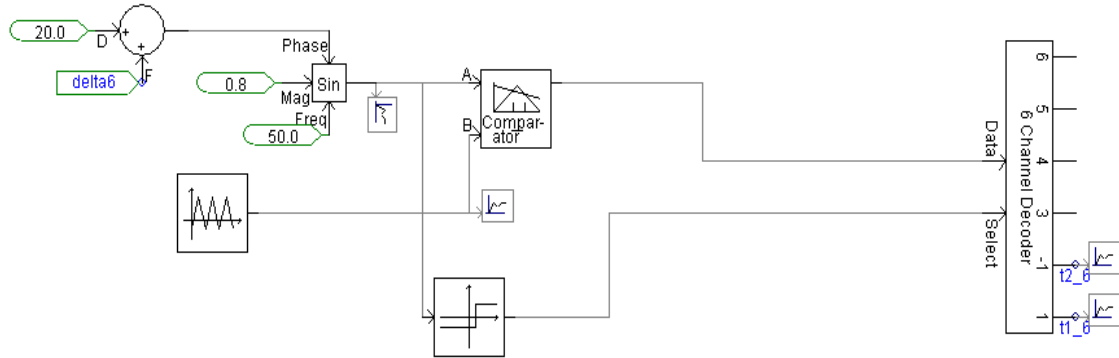 20.0
D
+
+
F
delta6
Phase
0.8
Mag
Sin
Freq
50.0
A
B
Compar-
ator
Data
Select
6 Channel Decoder
6
5
4
3
-1
1
t2_6
t1_6